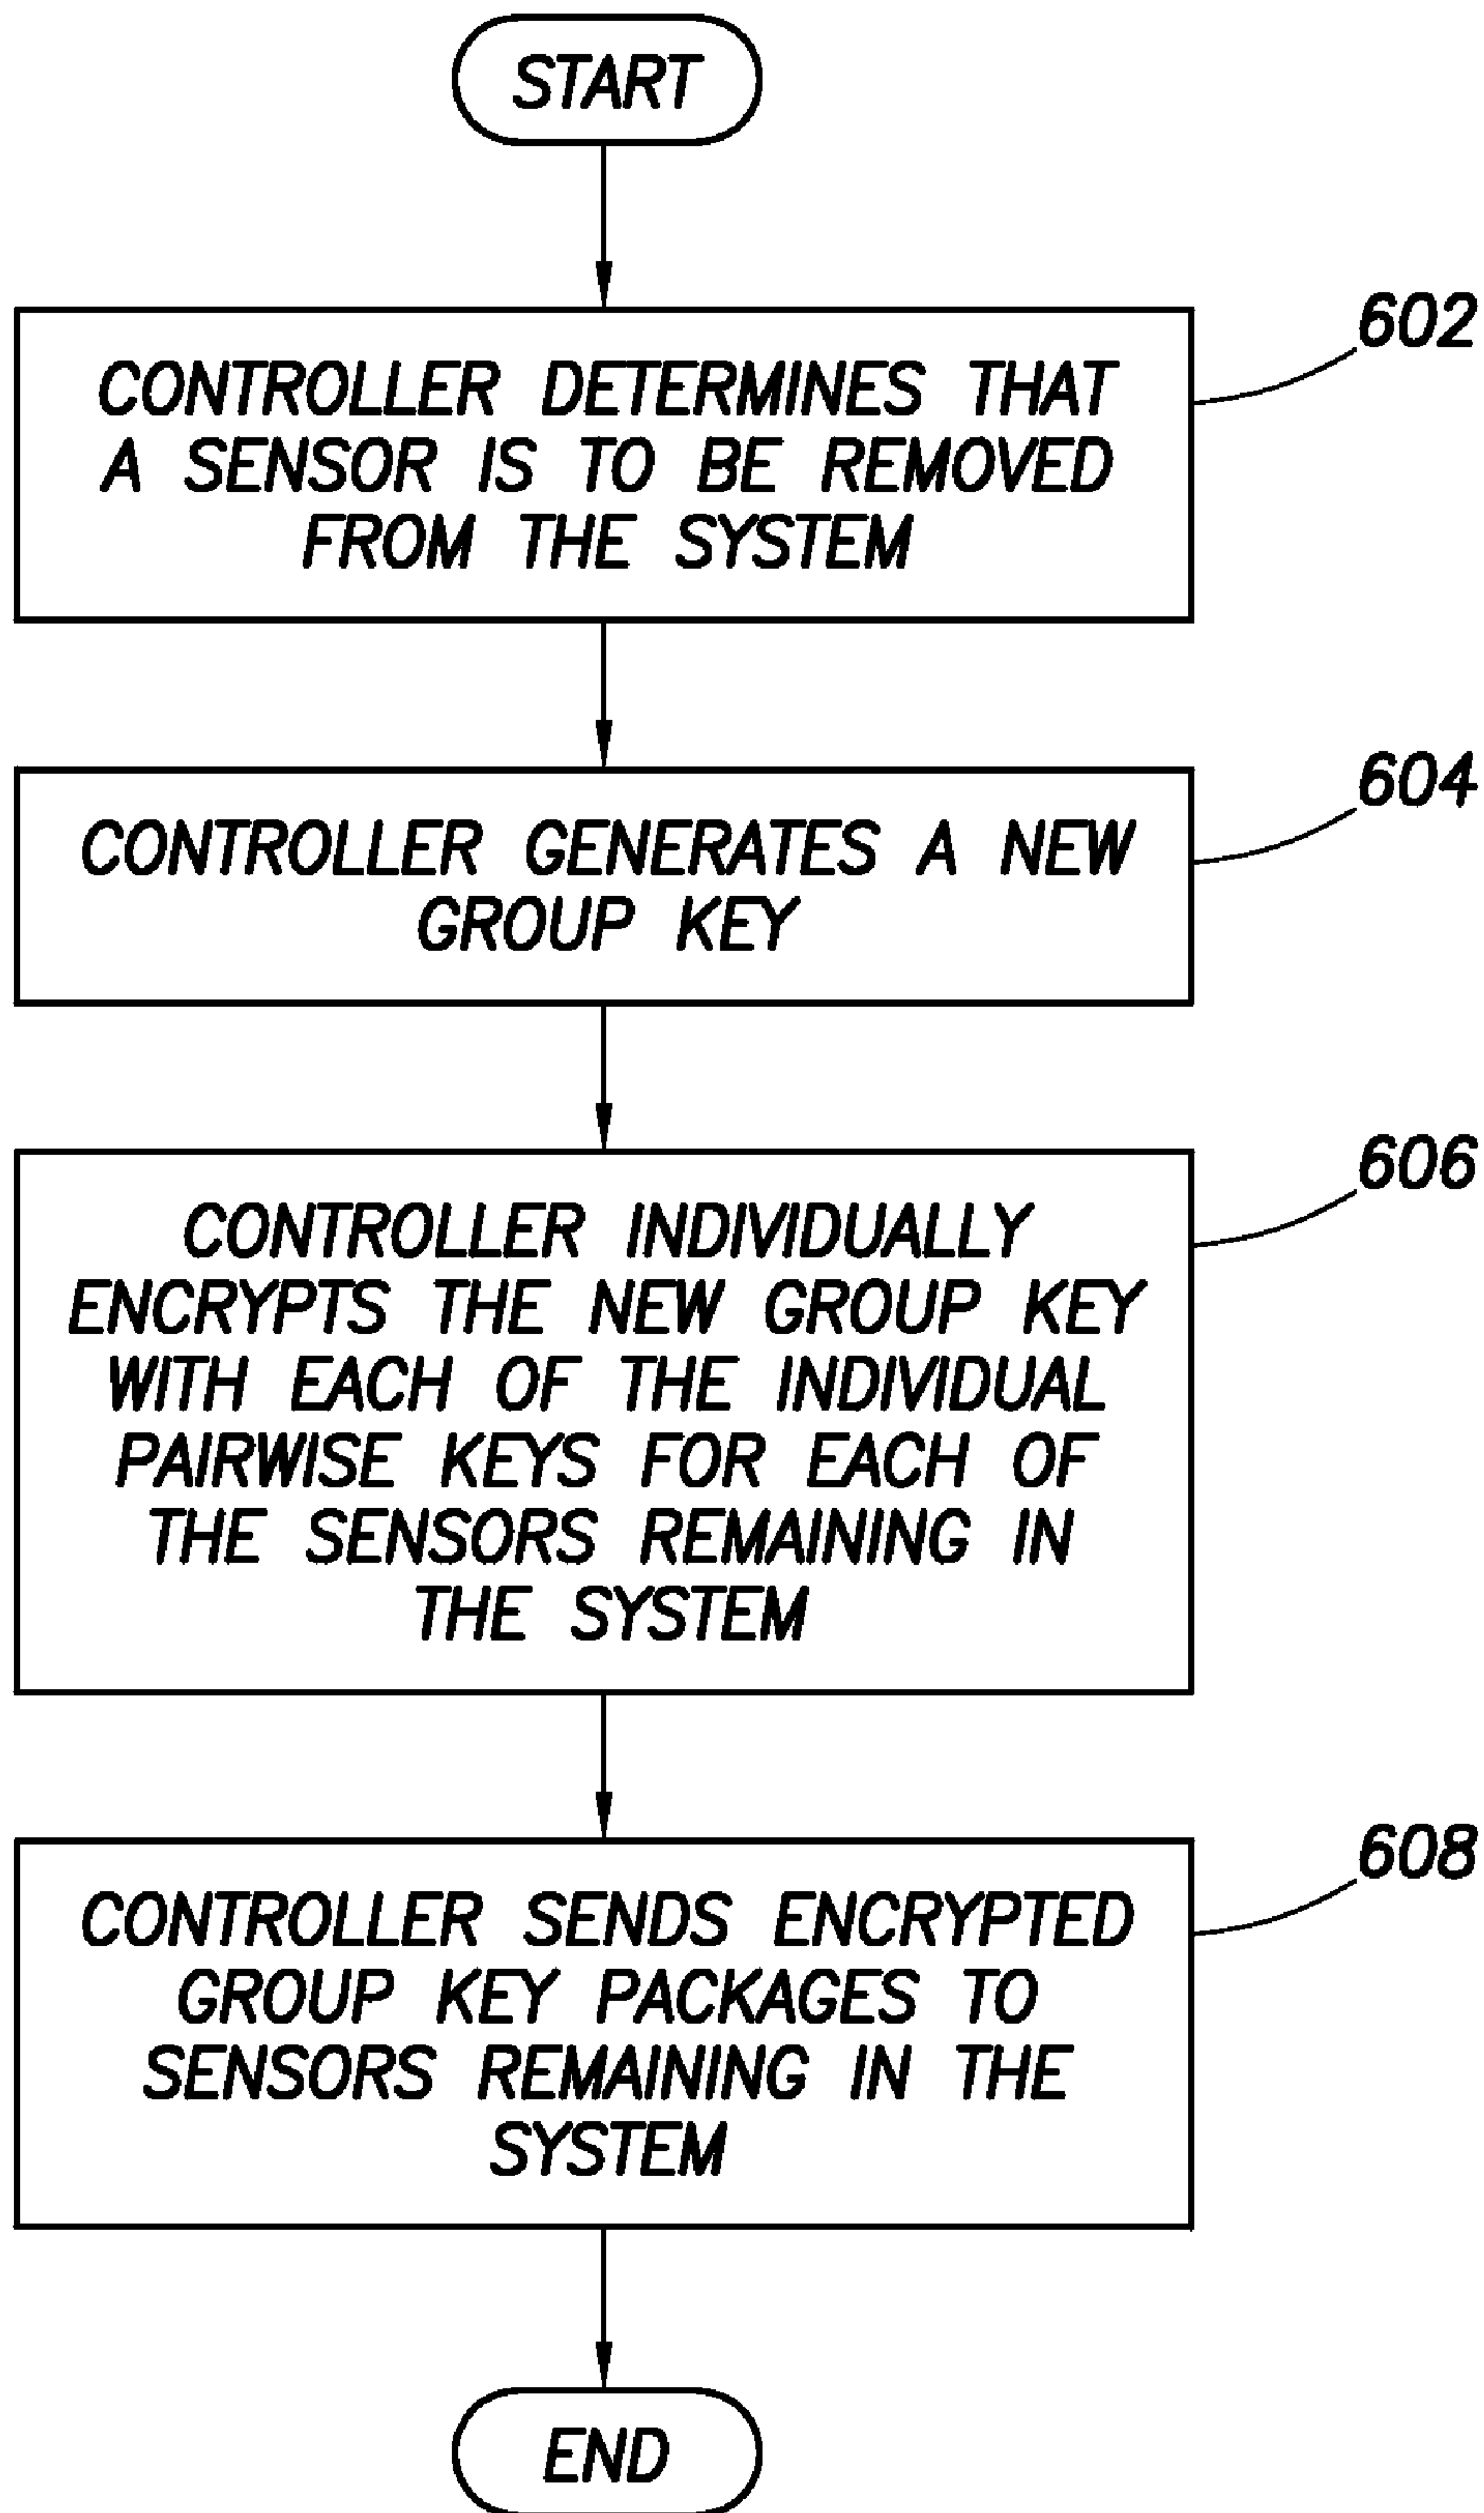 START
602
CONTROLLER DETERMINES THAT
A SENSOR IS TO BE REMOVED
FROM THE SYSTEM
604
CONTROLLER GENERATES A NEW
GROUP KEY
606
CONTROLLER INDIVIDUALLY
ENCRYPTS THE NEW GROUP KEY
WITH EACH OF THE INDIVIDUAL
PAIRWISE KEYS FOR EACH OF
THE SENSORS REMAINING IN
THE SYSTEM
608
CONTROLLER SENDS ENCRYPTED
GROUP KEY PACKAGES TO
SENSORS REMAINING IN THE
SYSTEM
END